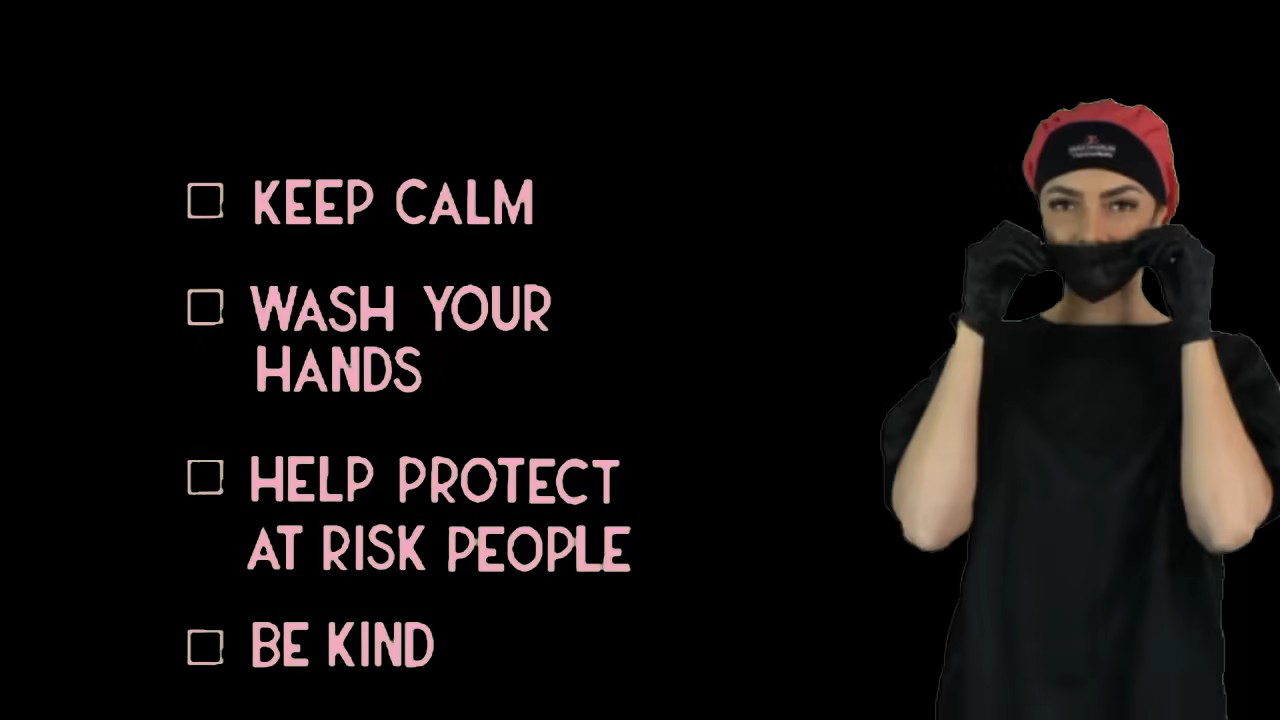 KEEP CALM
WASH YOUR
HANDS
HELP PROTECT
AT RISK PEOPLE
BE KIND